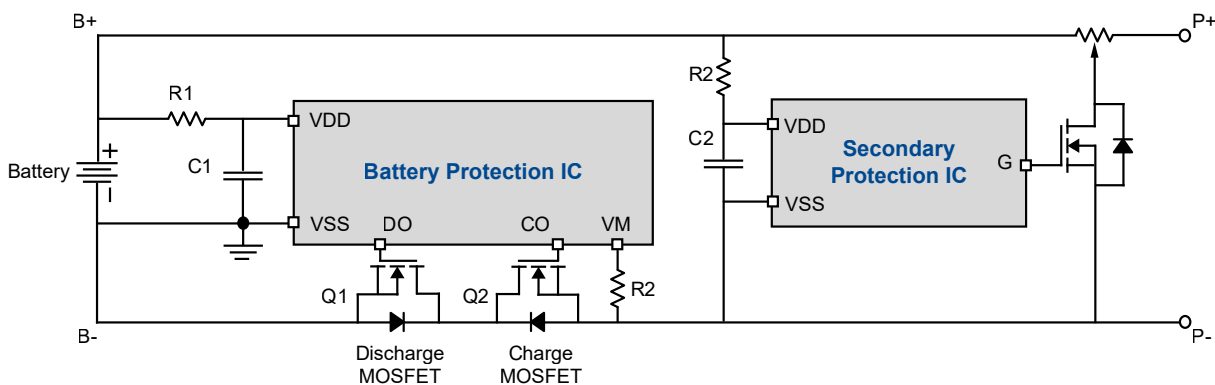 B+
P+
R1
R2
VDD
C1
Battery
+
Battery Protection IC
C2
VDD
Secondary
Protection IC
G
VSS
DO
CO
VM
VSS
Q1
Q2
R2
B-
P-
Discharge
MOSFET
Charge
MOSFET